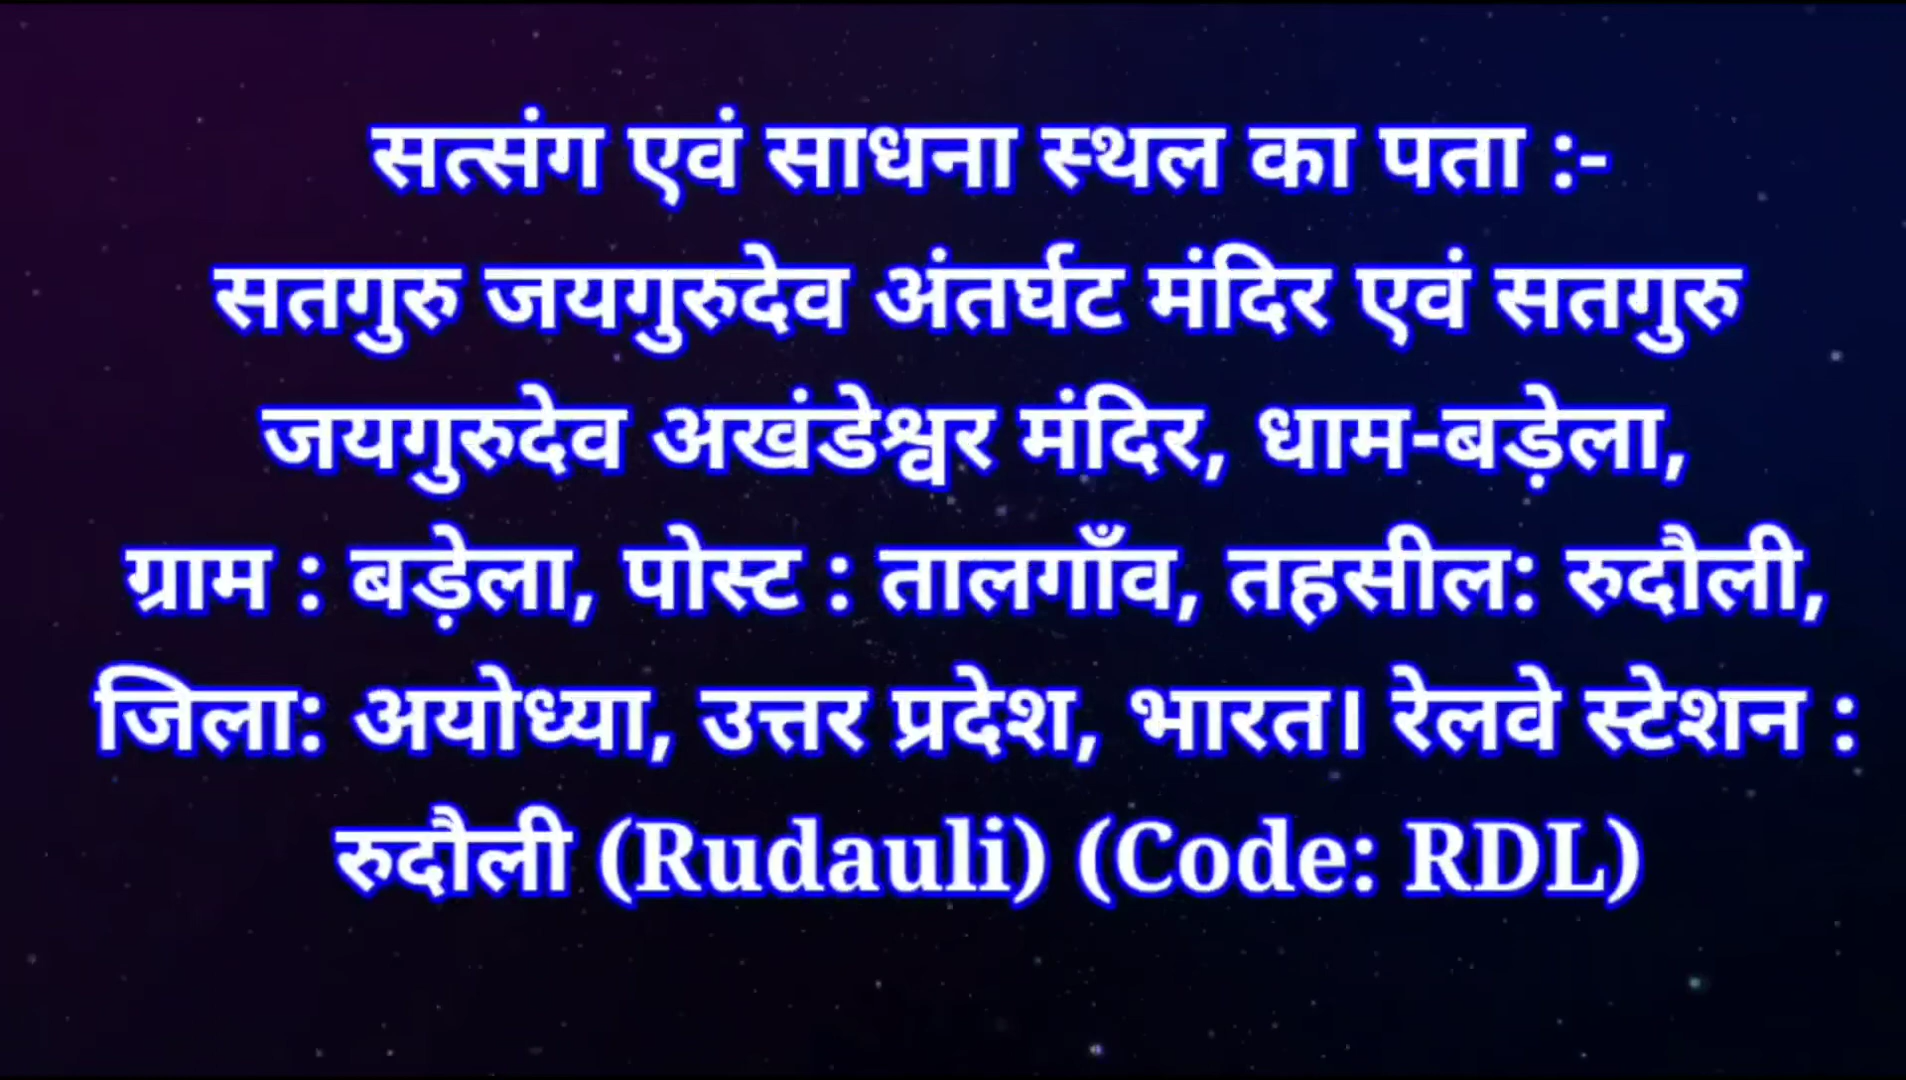 सत्संग एवं साधना स्थल का पता :-
सतगुरु जयगुरुदेव अंतर्घट मंदिर एवं सतगुरु
जयगुरुदेव अखंडेश्वर मंदिर, धाम-बड़ेला,
ग्राम : बड़ेला, पोस्ट : तालगाँव, तहसील: रुदौली,
जिला: अयोध्या, उत्तर प्रदेश, भारत। रेलवे स्टेशन :
रुदौली (Rudauli) (Code: RDL)